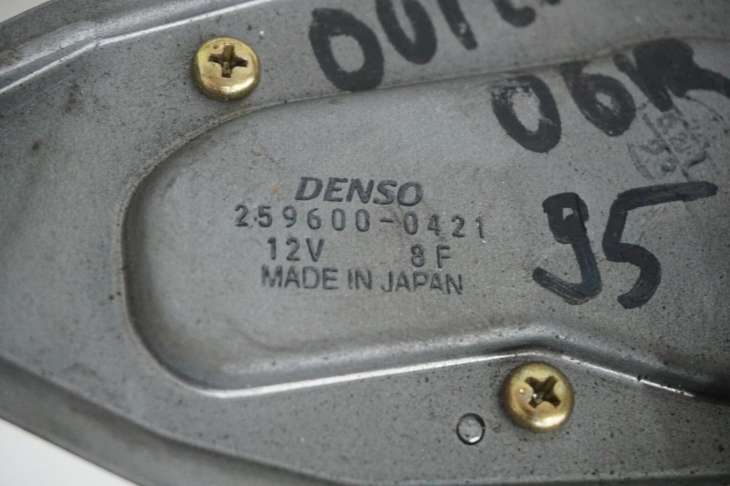 06R
DENSO
95
259600-0421
12V 8F
MADE IN JAPAN